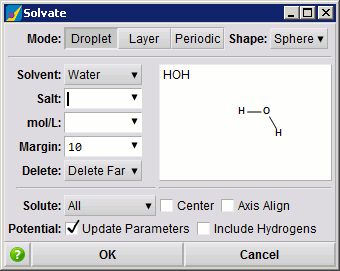 Solvate
Mode: Droplet Layer Periodic Shape: Sphere
Solvent: Water
Salt:
mol/L:
Margin: 10
Delete: Delete Far
HOH
H O
H
Solute: All Center Axis Align
Potential: Update Parameters Include Hydrogens
? OK Cancel